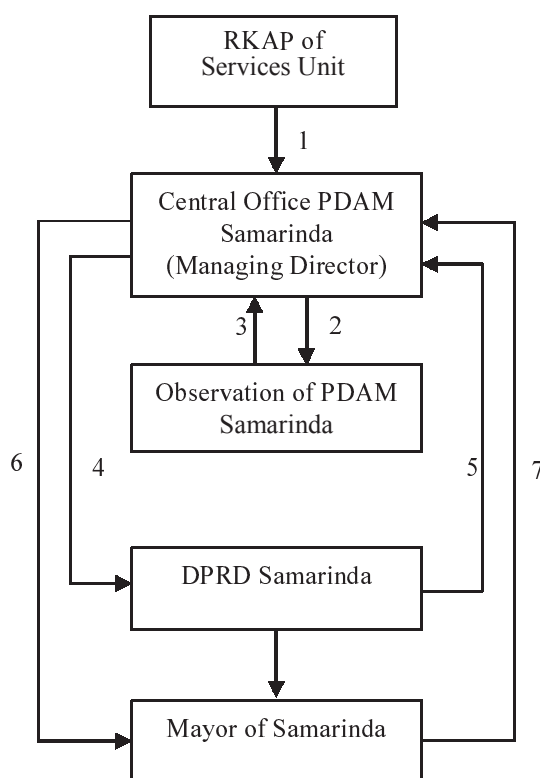 RKAP of
Services Unit
1
Central Office PDAM
Samarinda
(Managing Director)
3
2
Observation of PDAM
Samarinda
6
4
5
7
DPRD Samarinda
Mayor of Samarinda